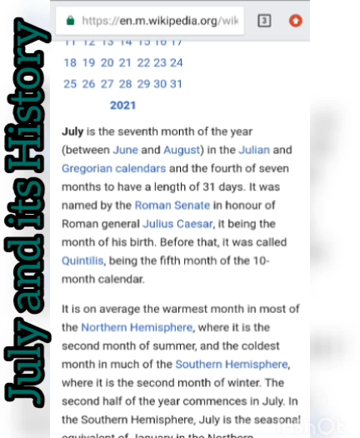 July and its History
https://en.m.wikipedia.org/wik
3
11 12 13 14 15 16 17
18 19 20 21 22 23 24
25 26 27 28 29 30 31
2021
July is the seventh month of the year
(between June and August) in the Julian and
Gregorian calendars and the fourth of seven
months to have a length of 31 days. It was
named by the Roman Senate in honour of
Roman general Julius Caesar, it being the
month of his birth. Before that, it was called
Quintilis, being the fifth month of the 10-
month calendar.
It is on average the warmest month in most of
the Northern Hemisphere, where it is the
second month of summer, and the coldest
month in much of the Southern Hemisphere,
where it is the second month of winter. The
second half of the year commences in July. In
the Southern Hemisphere, July is the seasonal
equivalent of January in the Northern